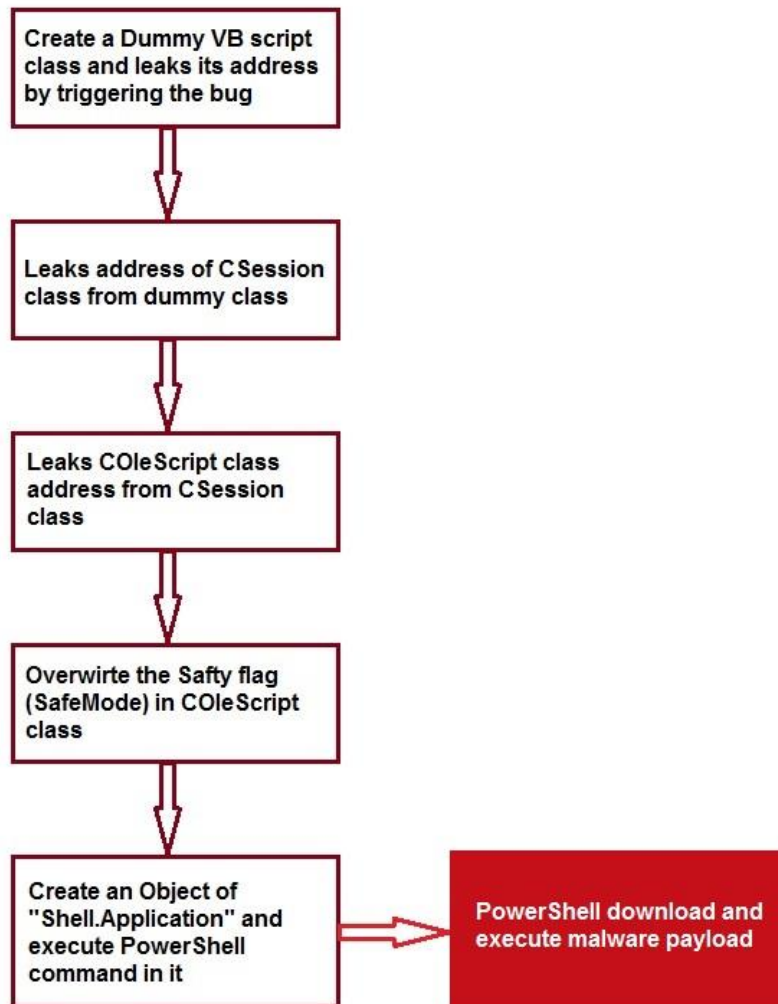 Create a Dummy VB script
class and leaks its address
by triggering the bug
Leaks address of CSession
class from dummy class
Leaks COleScript class
address from CSession
class
Overwirte the Safty flag
(SafeMode) in COleScript
class
Create an Object of
"Shell.Application" and
execute PowerShell
command in it
PowerShell download and
execute malware payload